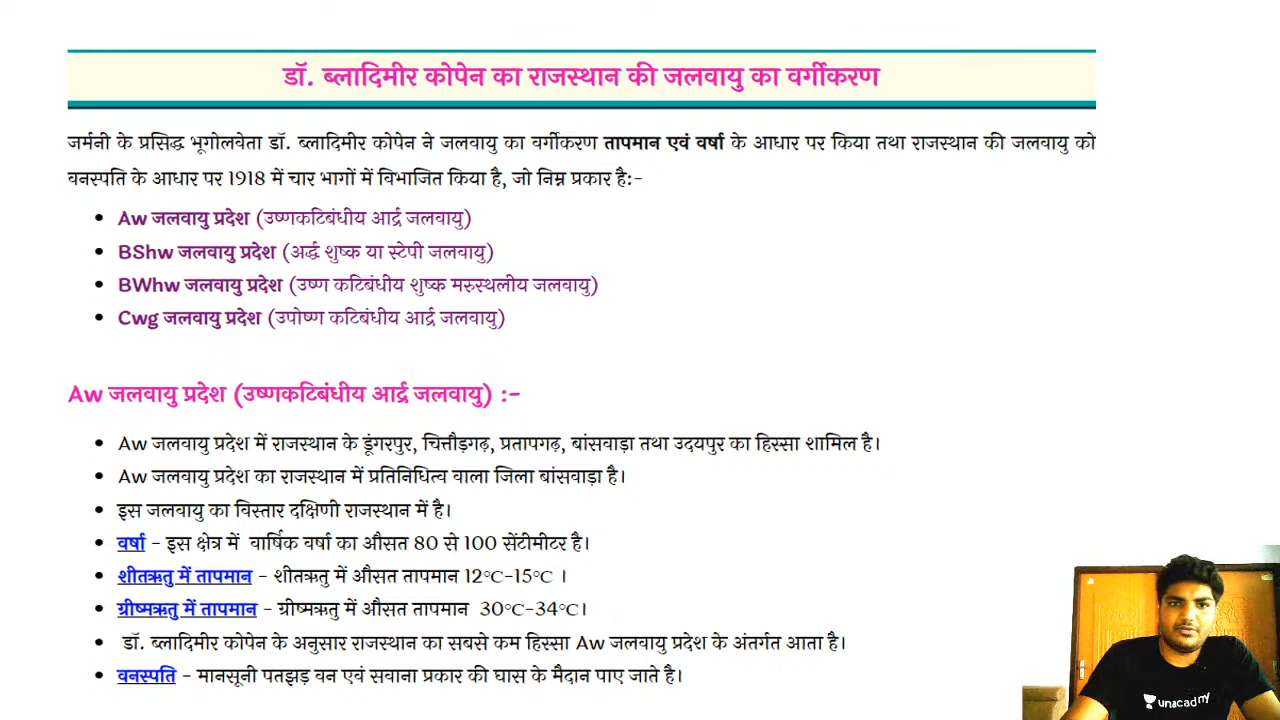 डॉ. ब्लादिमीर कोपेन का राजस्थान की जलवायु का वर्गीकरण
जर्मनी के प्रसिद्ध भूगोलवेता डॉ. ब्लादिमीर कोपेन ने जलवायु का वर्गीकरण तापमान एवं वर्षा के आधार पर किया तथा राजस्थान की जलवायु को
वनस्पति के आधार पर 1918 में चार भागों में विभाजित किया है, जो निम्न प्रकार है:-
• Aw जलवायु प्रदेश (उष्णकटिबंधीय आर्द्र जलवायु)
• BShw जलवायु प्रदेश (अर्द्ध शुष्क या स्टेपी जलवायु)
• BWhw जलवायु प्रदेश (उष्ण कटिबंधीय शुष्क मरुस्थलीय जलवायु)
• Cwg जलवायु प्रदेश (उपोष्ण कटिबंधीय आर्द्र जलवायु)
Aw जलवायु प्रदेश (उष्णकटिबंधीय आर्द्र जलवायु) :-
• Aw जलवायु प्रदेश में राजस्थान के डूंगरपुर, चित्तौड़गढ़, प्रतापगढ़, बांसवाड़ा तथा उदयपुर का हिस्सा शामिल है।
• Aw जलवायु प्रदेश का राजस्थान में प्रतिनिधित्व वाला जिला बांसवाड़ा है।
• इस जलवायु का विस्तार दक्षिणी राजस्थान में है।
• वर्षा - इस क्षेत्र में वार्षिक वर्षा का औसत 80 से 100 सेंटीमीटर है।
• शीतऋतु में तापमान - शीतऋतु में औसत तापमान 12°C-15°C ।
• ग्रीष्मऋतु में तापमान - ग्रीष्मऋतु में औसत तापमान 30°C-34°C।
• डॉ. ब्लादिमीर कोपेन के अनुसार राजस्थान का सबसे कम हिस्सा Aw जलवायु प्रदेश के अंतर्गत आता है।
• वनस्पति - मानसूनी पतझड़ वन एवं सवाना प्रकार की घास के मैदान पाए जाते है।
unacademy